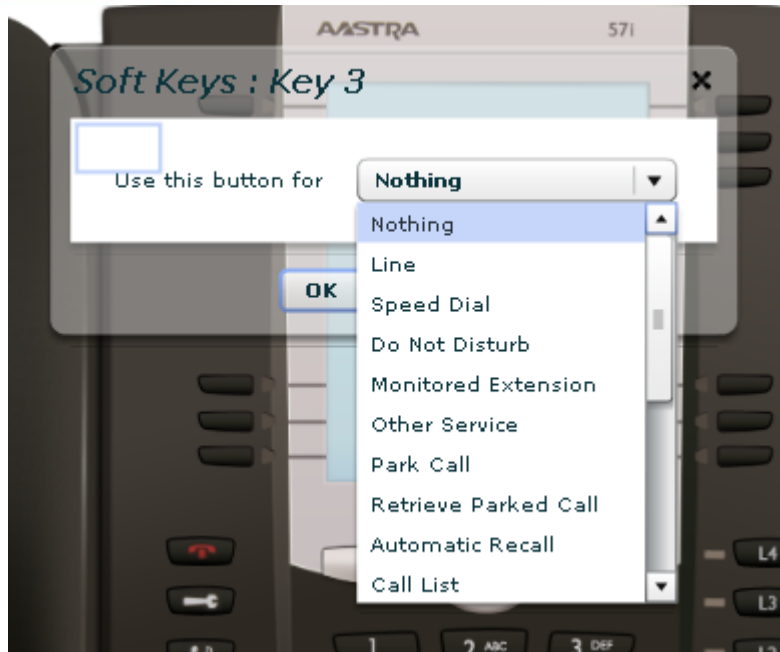 AASTRA 57i
Soft Keys : Key 3
Use this button for Nothing
Nothing
Line
OK
Speed Dial
Do Not Disturb
Monitored Extension
Other Service
Park Call
Retrieve Parked Call
Automatic Recall
L4
Call List
L3
1 2 ABC 3 DEF